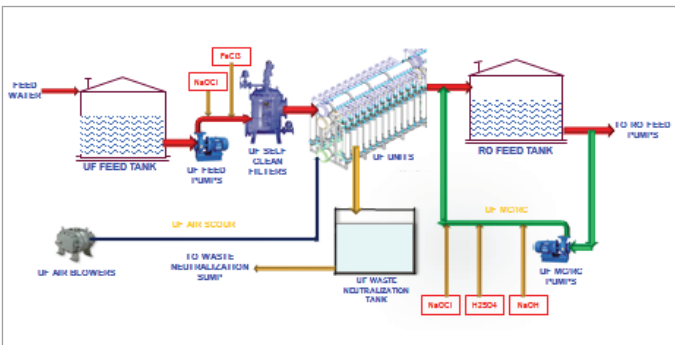 FeCl3
NaOCl
FEED
WATER
UF FEED TANK
UF FEED
PUMPS
UF SELF
CLEAN
FILTERS
UF UNITS
RO FEED TANK
TO RO FEED
PUMPS
UF AIR SCOUR
UF MC/RC
UF AIR BLOWERS
TO WASTE
NEUTRALIZATION
SUMP
UF WASTE
NEUTRALIZATION
TANK
UF MC/RC
PUMPS
NaOCl
H2SO4
NaOH